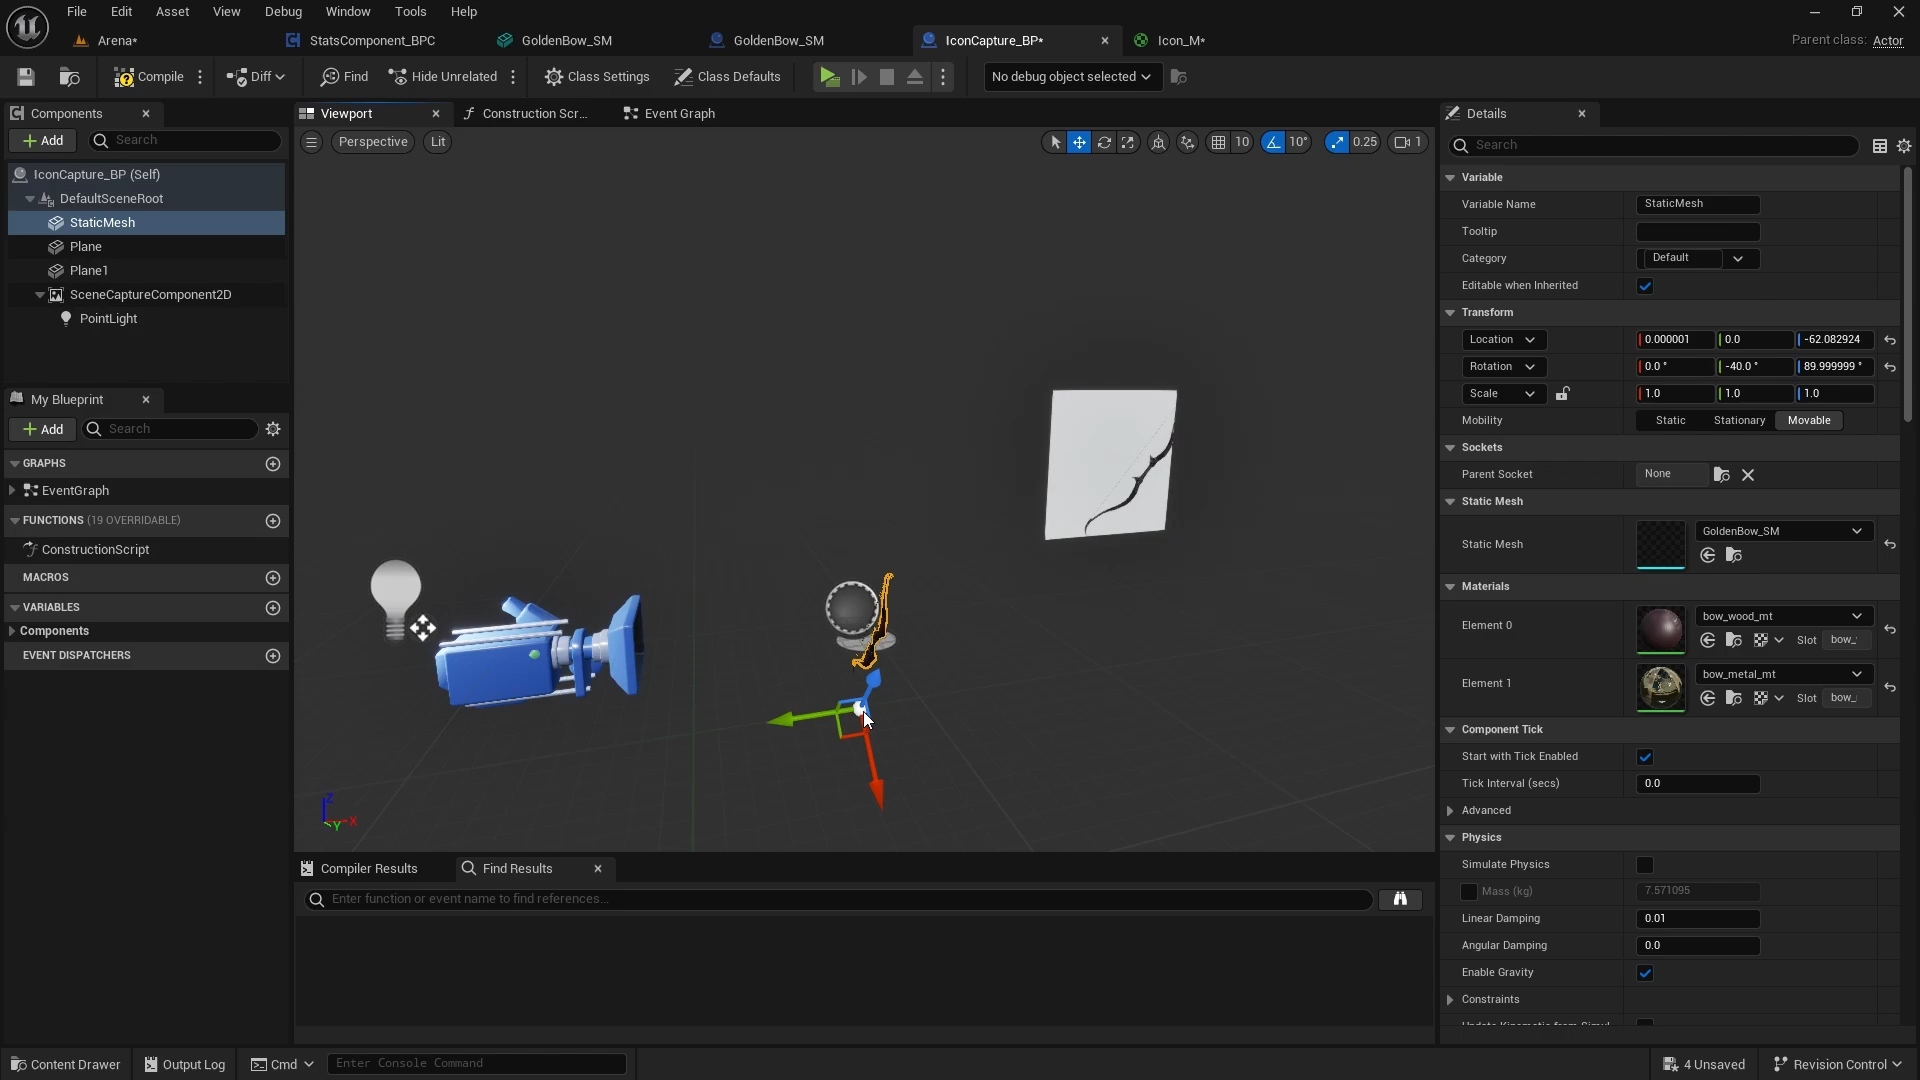 File Edit Asset View Debug Window Tools Help
Arena* StatsComponent_BPC GoldenBow_SM GoldenBow_SM IconCapture_BP* Icon_M* Parent class: Actor
Compile Diff Find Hide Unrelated Class Settings Class Defaults No debug object selected
Components
Add Search
IconCapture_BP (Self)
DefaultSceneRoot
StaticMesh
Plane
Plane1
SceneCaptureComponent2D
PointLight
My Blueprint
Add Search
GRAPHS
EventGraph
FUNCTIONS (19 OVERRIDABLE)
ConstructionScript
MACROS
VARIABLES
Components
EVENT DISPATCHERS
Viewport Construction Scr... Event Graph
Perspective Lit 10 10° 0.25 1
Z
X
Y
Compiler Results Find Results
Enter function or event name to find references...
Details
Search
Variable
Variable Name StaticMesh
Tooltip
Category Default
Editable when Inherited
Transform
Location 0.000001 0.0 -62.082924
Rotation 0.0 ° -40.0 ° 89.999999 °
Scale 1.0 1.0 1.0
Mobility Static Stationary Movable
Sockets
Parent Socket None
Static Mesh
Static Mesh GoldenBow_SM
Materials
Element 0 bow_wood_mt
Slot
Element 1 bow_metal_mt
Slot bow_
Component Tick
Start with Tick Enabled
Tick Interval (secs) 0.0
Advanced
Physics
Simulate Physics
Mass (kg) 7.571095
Linear Damping 0.01
Angular Damping 0.0
Enable Gravity
Constraints
Content Drawer Output Log Cmd Enter Console Command 4 Unsaved Revision Control